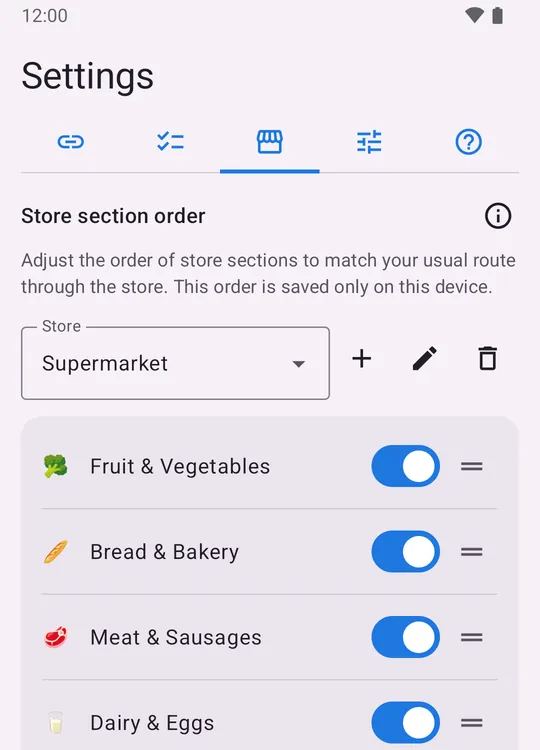 12:00
Settings
Store section order
Adjust the order of store sections to match your usual route
through the store. This order is saved only on this device.
Store
Supermarket
Fruit & Vegetables
Bread & Bakery
Meat & Sausages
Dairy & Eggs